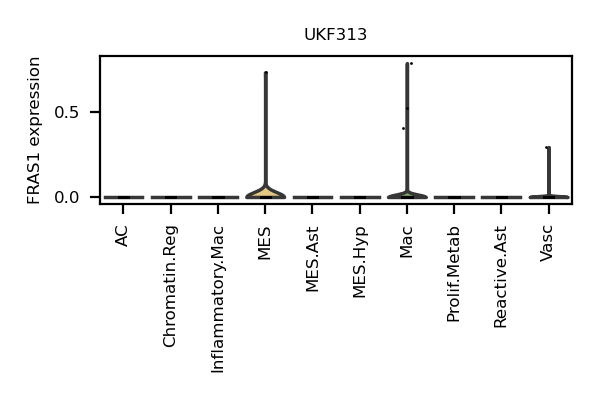 UKF313
FRAS1 expression
0.5
0.0
AC
Chromatin.Reg
Inflammatory.Mac
MES
MES.Ast
MES.Hyp
Mac
Prolif.Metab
Reactive.Ast
Vasc